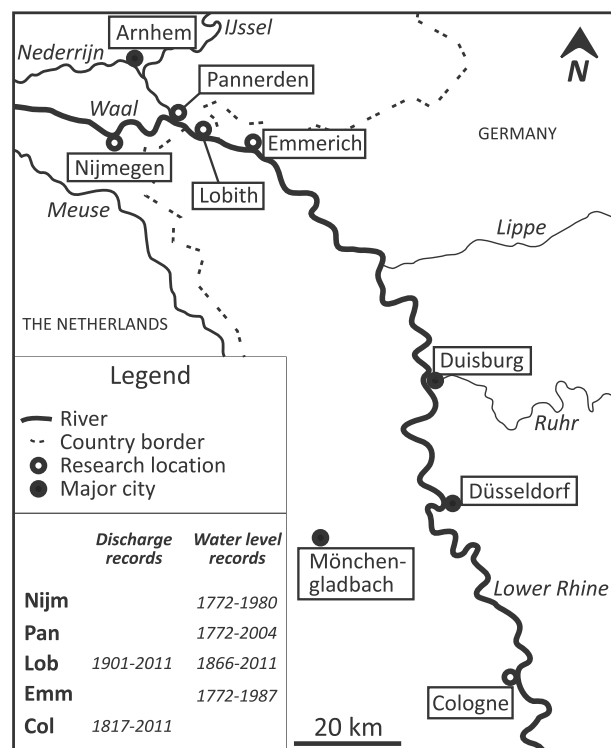 Arnhem
IJssel
Nederrijn
Pannerden
N
Waal
GERMANY
Emmerich
Nijmegen
Lobith
Meuse
Lippe
THE NETHERLANDS
Duisburg
Legend
River
Country border
Research location
Major city
Ruhr
Düsseldorf
Discharge Water level
records records
Mönchen-
gladbach
Lower Rhine
Nijm 1772-1980
Pan 1772-2004
Lob 1901-2011 1866-2011
Emm 1772-1987
Col 1817-2011
Cologne
20 km